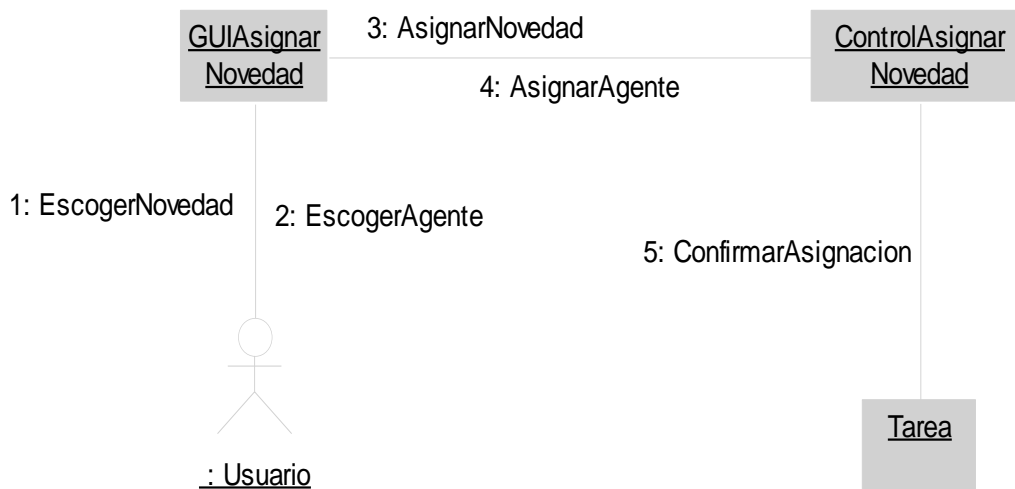 GUIAsignar
Novedad
3: AsignarNovedad
4: AsignarAgente
ControlAsignar
Novedad
1: EscogerNovedad
2: EscogerAgente
5: ConfirmarAsignacion
Tarea
: Usuario